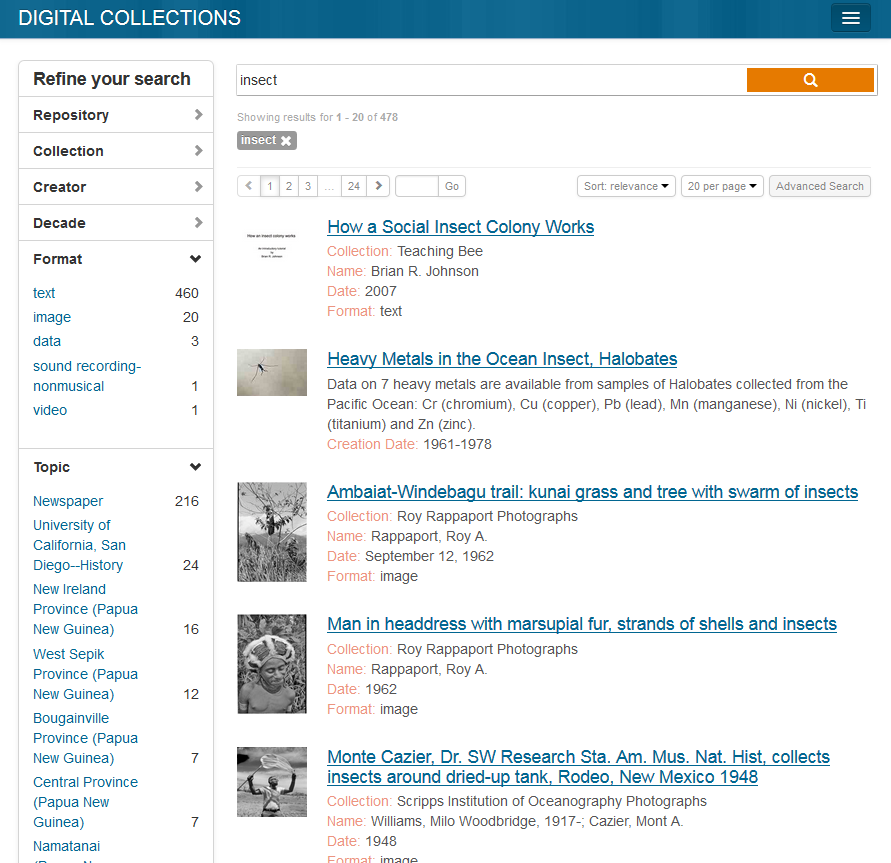 DIGITAL COLLECTIONS
Refine your search
Repository
Collection
Creator
Decade
Format
text 460
image 20
data 3
sound recording-
nonmusical 1
video 1
Topic
Newspaper 216
University of
California, San
Diego--History 24
New Ireland
Province (Papua
New Guinea) 16
West Sepik
Province (Papua
New Guinea) 12
Bougainville
Province (Papua
New Guinea) 7
Central Province
(Papua New
Guinea) 7
Namatanai
insect
Showing results for 1 - 20 of 478
insect ✖
1 2 3 ... 24 Go Sort: relevance 20 per page Advanced Search
How an insect colony works
How a Social Insect Colony Works
Collection: Teaching Bee
Name: Brian R. Johnson
Date: 2007
Format: text
Heavy Metals in the Ocean Insect, Halobates
Data on 7 heavy metals are available from samples of Halobates collected from the
Pacific Ocean: Cr (chromium), Cu (copper), Pb (lead), Mn (manganese), Ni (nickel), Ti
(titanium) and Zn (zinc).
Creation Date: 1961-1978
Ambaiat-Windebagu trail: kunai grass and tree with swarm of insects
Collection: Roy Rappaport Photographs
Name: Rappaport, Roy A.
Date: September 12, 1962
Format: image
Man in headdress with marsupial fur, strands of shells and insects
Collection: Roy Rappaport Photographs
Name: Rappaport, Roy A.
Date: 1962
Format: image
Monte Cazier, Dr. SW Research Sta. Am. Mus. Nat. Hist, collects
insects around dried-up tank, Rodeo, New Mexico 1948
Collection: Scripps Institution of Oceanography Photographs
Name: Williams, Milo Woodbridge, 1917-; Cazier, Mont A.
Date: 1948
Format: image